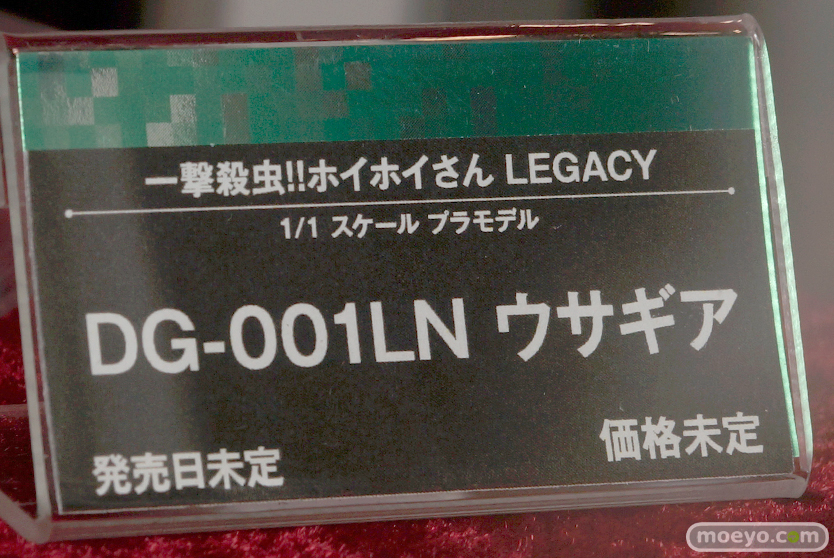 一撃殺虫!!ホイホイさん LEGACY
1/1 スケール プラモデル
DG-001LN ウサギア
発売日未定
価格未定
moeyo.com